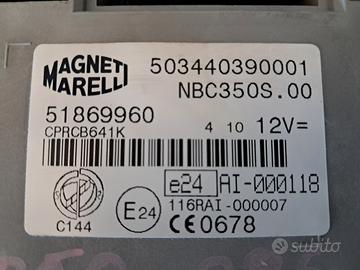 MAGNETI
MARELLI
503440390001
NBC350S.00
51869960
CPRCB641K
4 10 12V=
e24 AI-000118
116RAI-000007
C144
E24
CE0678
subito